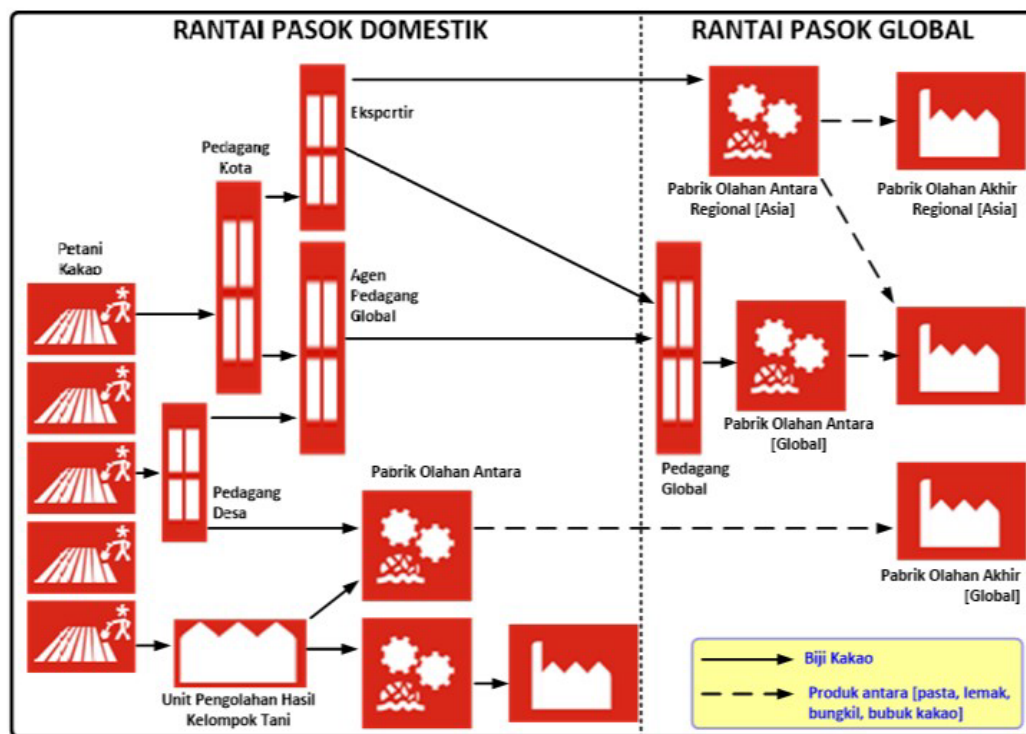 RANTAI PASOK DOMESTIK
RANTAI PASOK GLOBAL
Eksportir
Pedagang
Kota
Pabrik Olahan Antara
Regional [Asia]
Pabrik Olahan Akhir
Regional [Asia]
Petani
Kakao
Agen
Pedagang
Global
Pabrik Olahan Antara
[Global]
Pedagang
Global
Pabrik Olahan Antara
Pedagang
Desa
Pabrik Olahan Akhir
[Global]
Unit Pengolahan Hasil
Kelompok Tani
Biji Kakao
Produk antara [pasta, lemak,
bungkil, bubuk kakao]